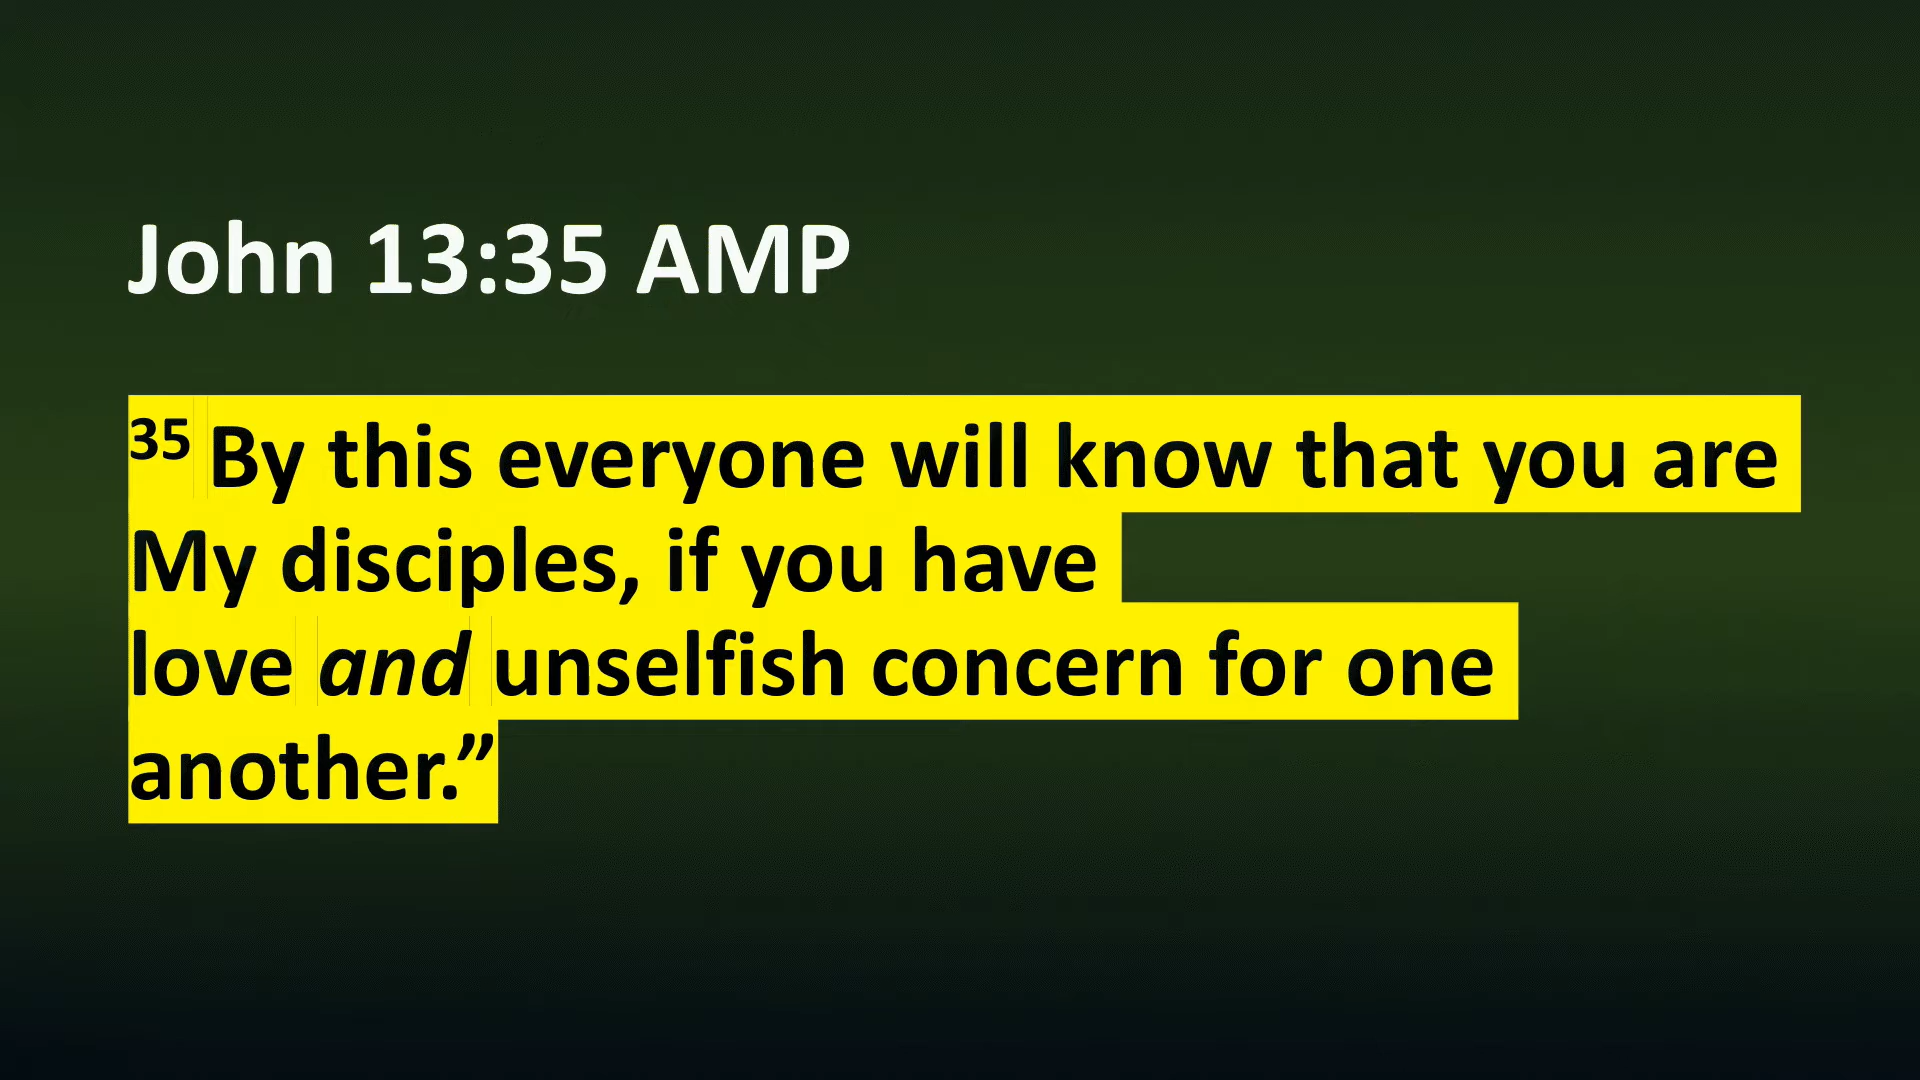 John 13:35 AMP
35 By this everyone will know that you are
My disciples, if you have
love and unselfish concern for one
another.”